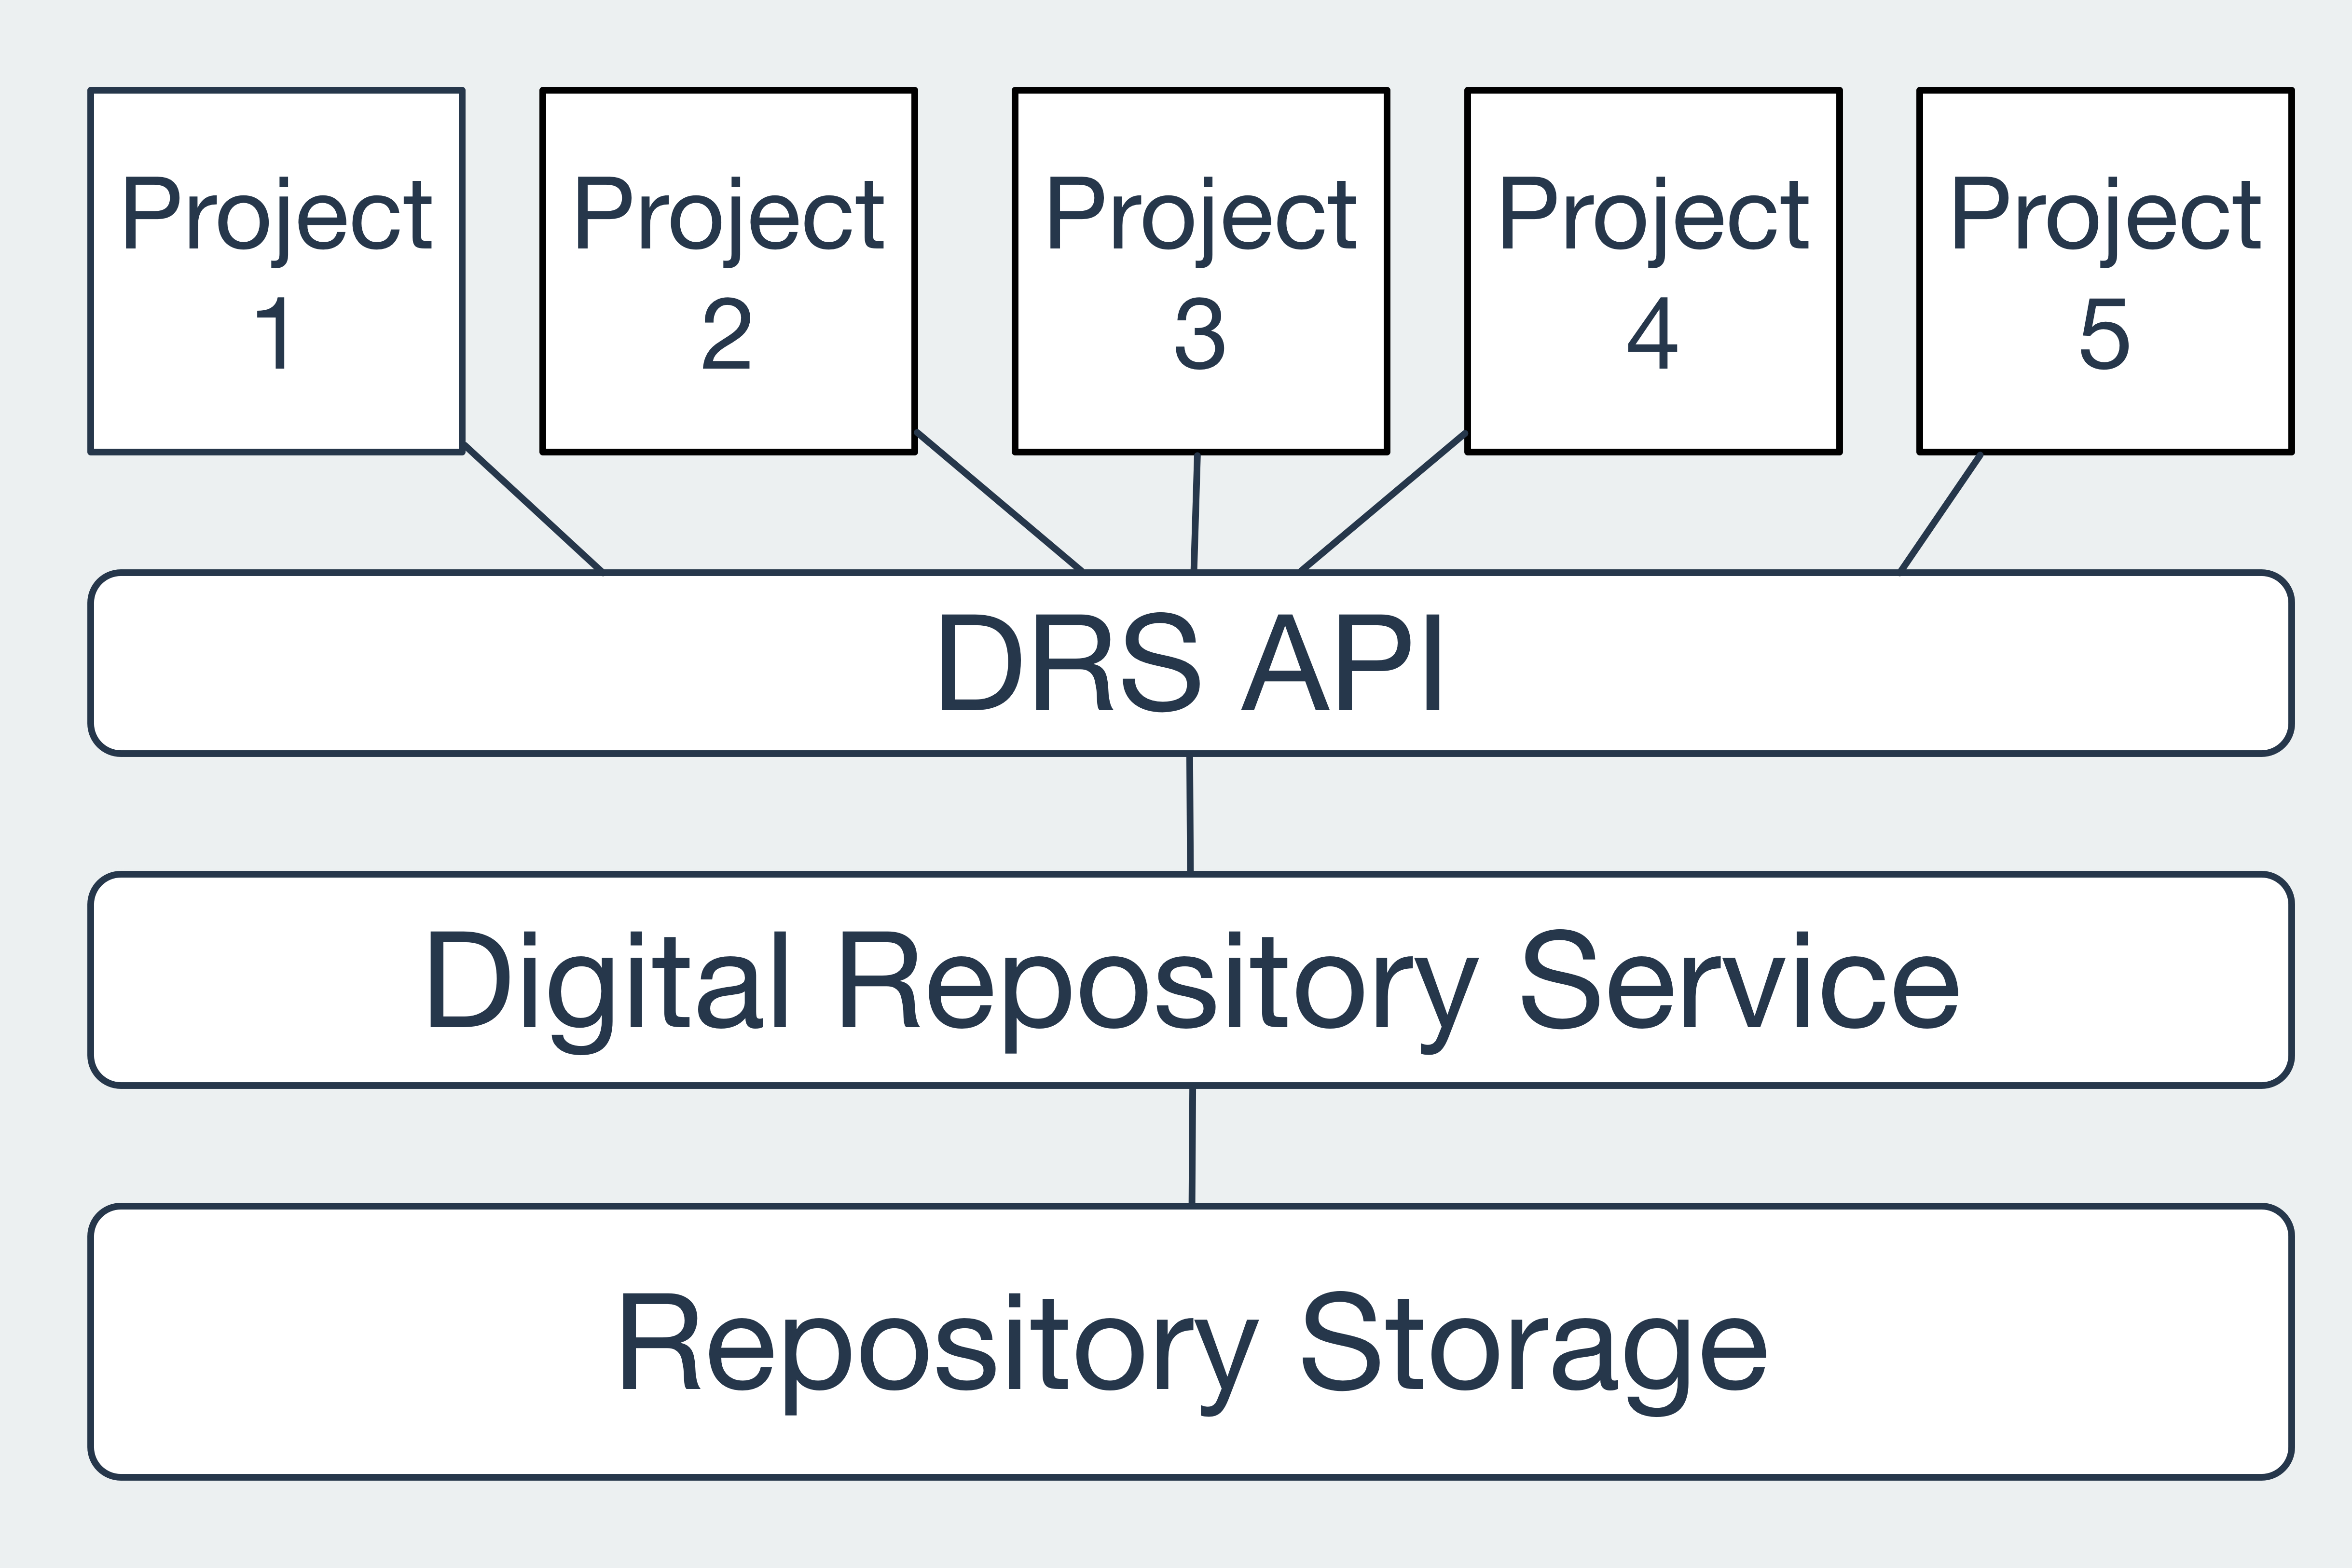 Project
1
Project
2
Project
3
Project
4
Project
5
DRS API
Digital Repository Service
Repository Storage